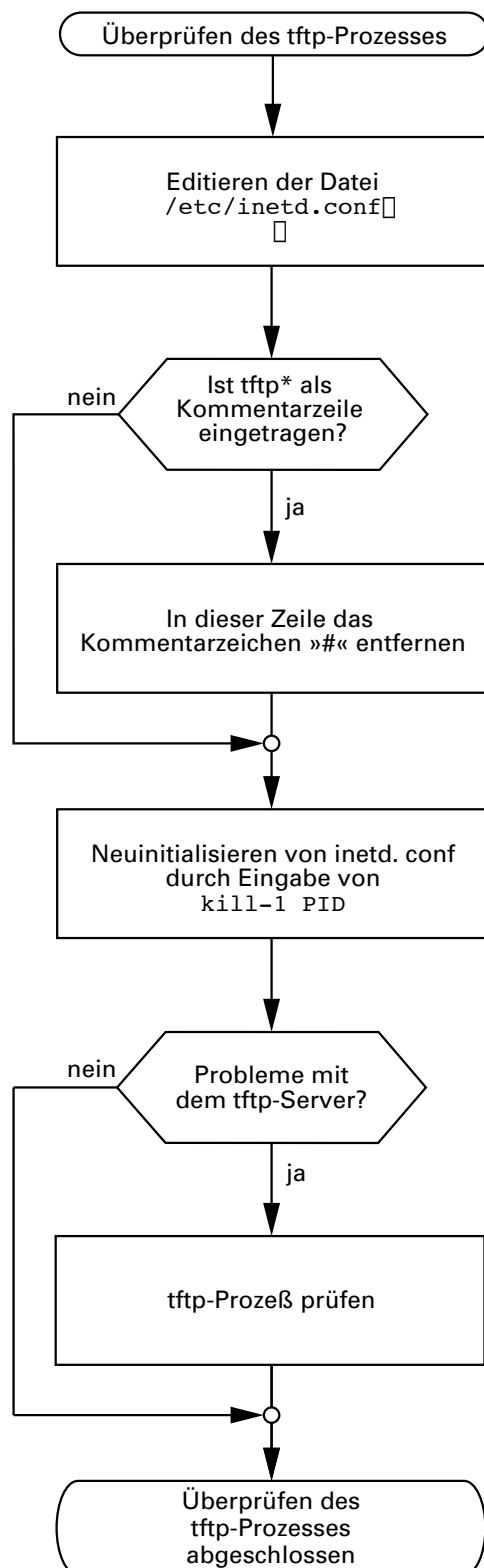 Überprüfen des tftp-Prozesses
Editieren der Datei
/etc/inetd.conf▯
▯
Ist tftp* als
Kommentarzeile
eingetragen?
nein
ja
In dieser Zeile das
Kommentarzeichen »#« entfernen
Neuinitialisieren von inetd. conf
durch Eingabe von
kill–1 PID
Probleme mit
dem tftp-Server?
nein
ja
tftp-Prozeß prüfen
Überprüfen des
tftp-Prozesses
abgeschlossen